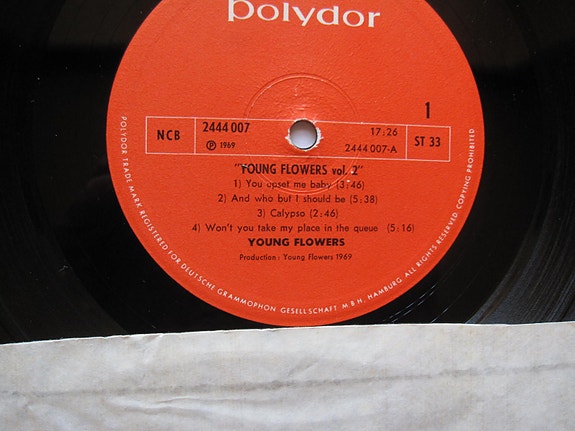 polydor
NCB
2444 007
℗ 1969
17:26
2444 007-A
1
ST 33
"YOUNG FLOWERS vol. 2"
1) You upset me baby (3:46)
2) And who but I should be (5:38)
3) Calypso (2:46)
4) Won't you take my place in the queue (5:16)
YOUNG FLOWERS
Production: Young Flowers 1969
POLYDOR TRADE MARK REGISTERED FOR DEUTSCHE GRAMMOPHON GESELLSCHAFT M B H, HAMBURG ALL RIGHTS RESERVED COPYING PROHIBITED